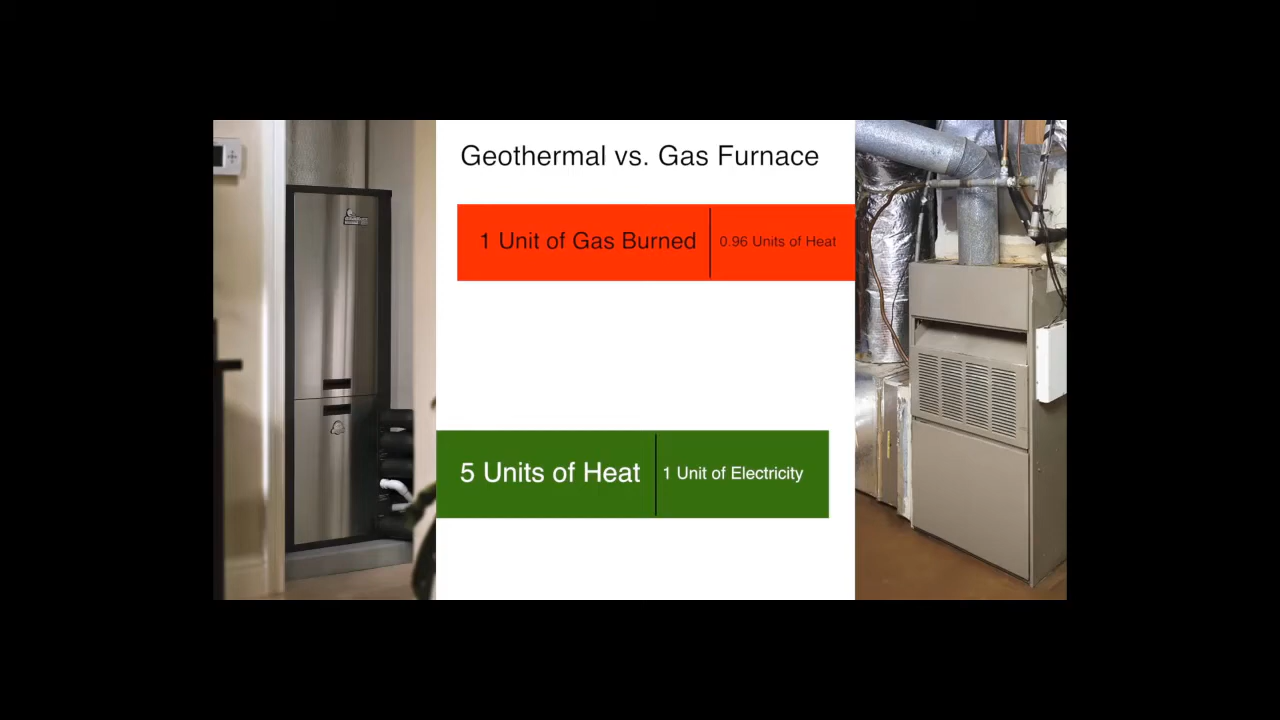 Geothermal vs. Gas Furnace
1 Unit of Gas Burned
0.96 Units of Heat
5 Units of Heat
1 Unit of Electricity